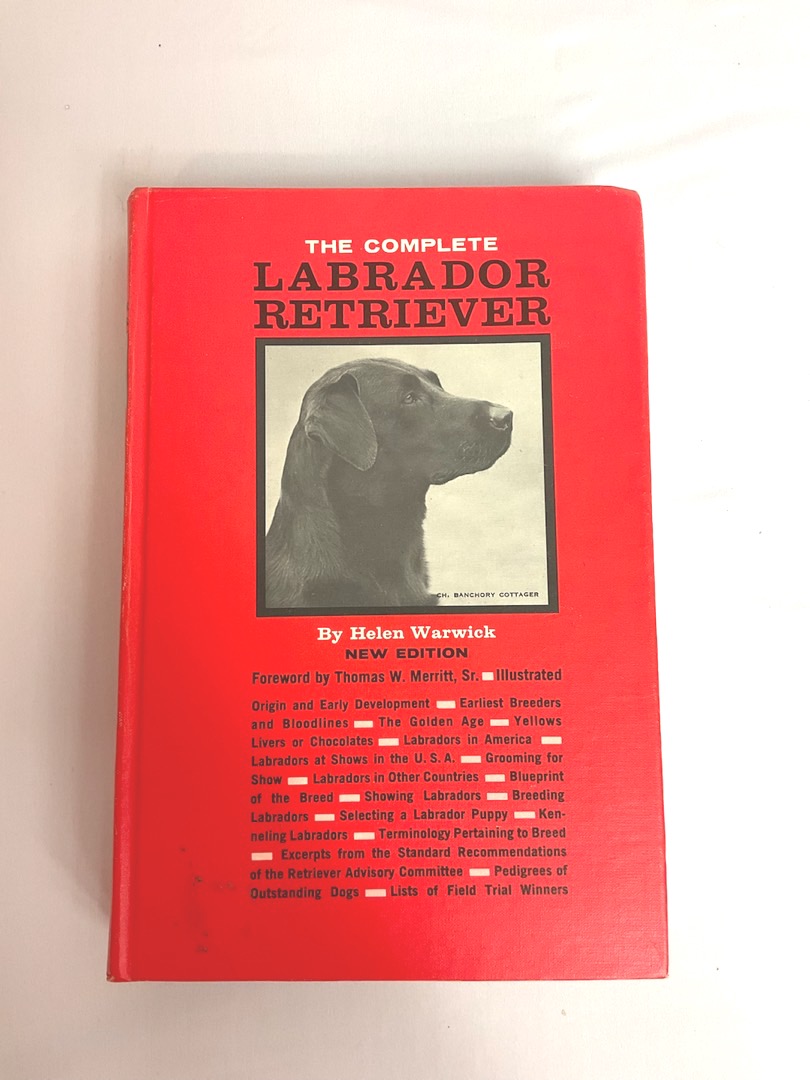 THE COMPLETE
LABRADOR
RETRIEVER
CH. BANCHORY COTTAGER
By Helen Warwick
NEW EDITION
Foreword by Thomas W. Merritt, Sr. Illustrated
Origin and Early Development Earliest Breeders
and Bloodlines The Golden Age Yellows
Livers or Chocolates Labradors in America
Labradors at Shows in the U.S.A. Grooming for
Show Labradors in Other Countries Blueprint
of the Breed Showing Labradors Breeding
Labradors Selecting a Labrador Puppy Ken-
neling Labradors Terminology Pertaining to Breed
Excerpts from the Standard Recommendations
of the Retriever Advisory Committee Pedigrees of
Outstanding Dogs Lists of Field Trial Winners